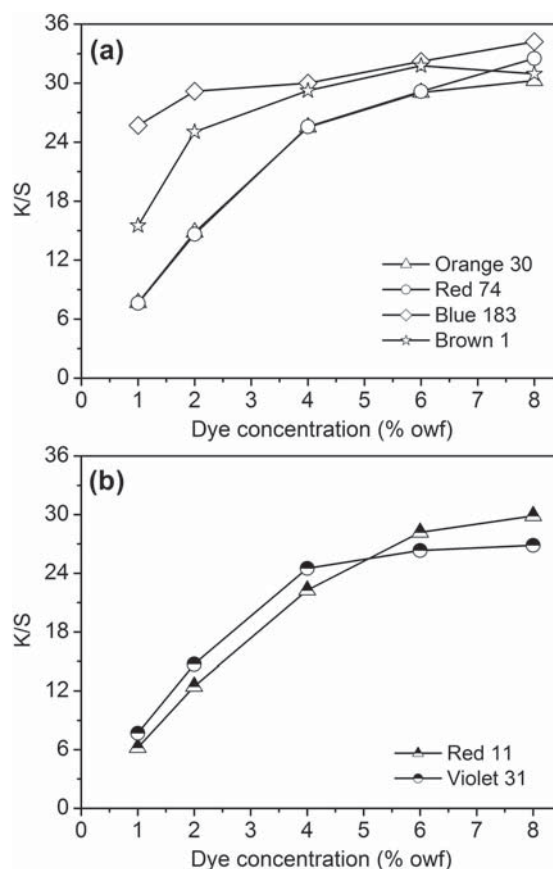 (a)
36
30
24
18
12
6
0
K/S
Orange 30
Red 74
Blue 183
Brown 1
0 1 2 3 4 5 6 7 8
Dye concentration (% owf)
(b)
36
30
24
18
12
6
0
K/S
Red 11
Violet 31
0 1 2 3 4 5 6 7 8
Dye concentration (% owf)